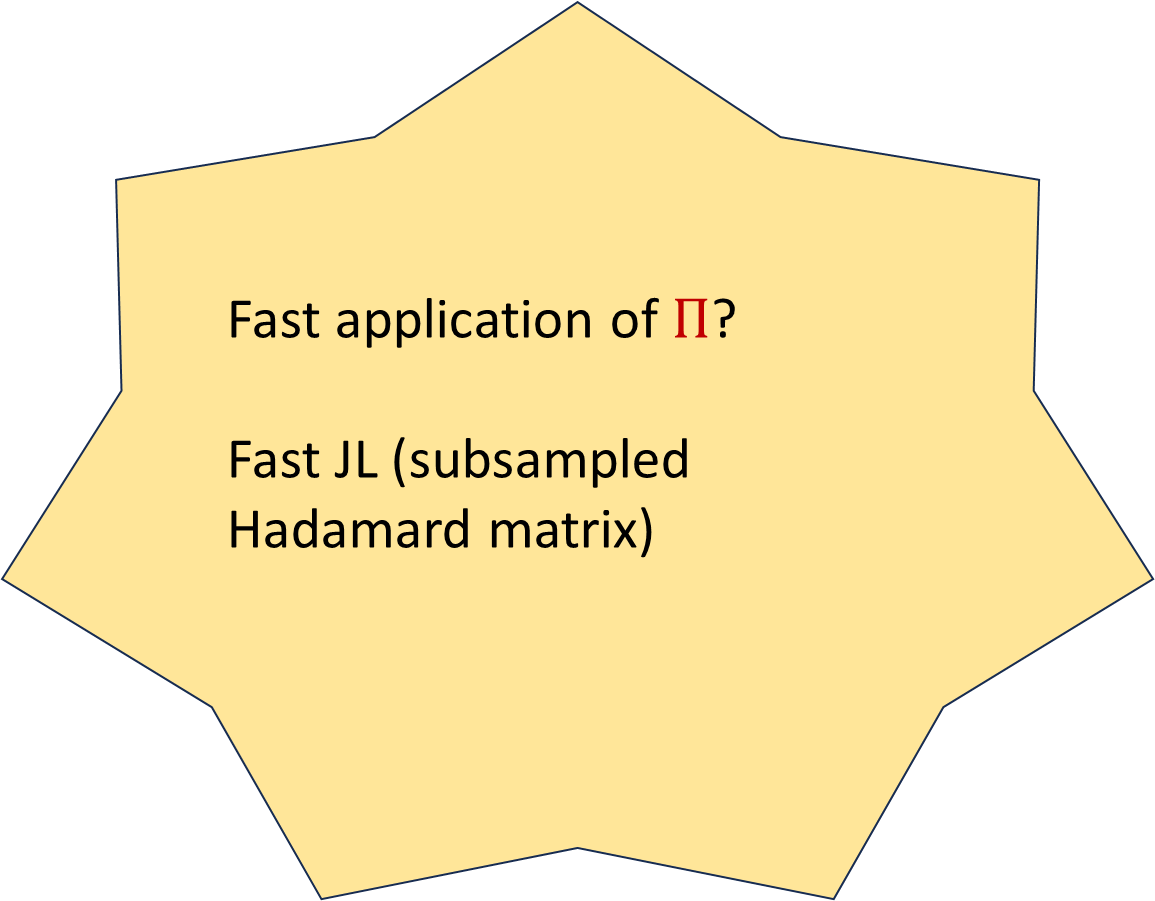 Fast application of Π?
Fast JL (subsampled
Hadamard matrix)